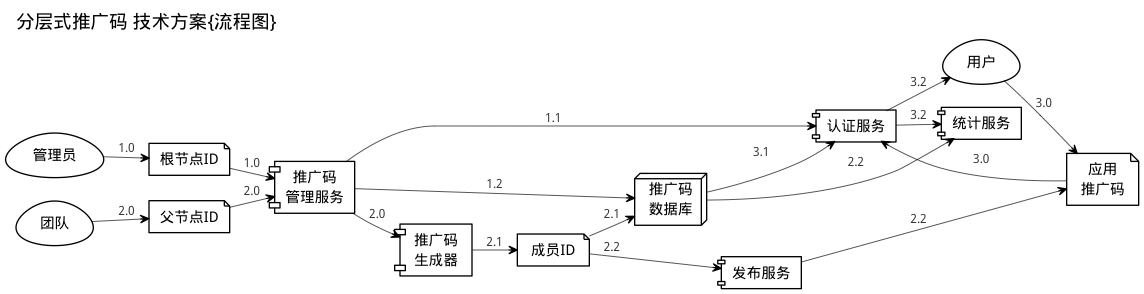 分层式推广码 技术方案{流程图}
用户
3.2
3.0
1.1
认证服务
3.2
统计服务
管理员
1.0
根节点ID
1.0
推广码
管理服务
3.1
2.2
3.0
应用
推广码
1.2
推广码
数据库
团队
2.0
父节点ID
2.0
2.0
推广码
生成器
2.1
成员ID
2.1
2.2
发布服务
2.2